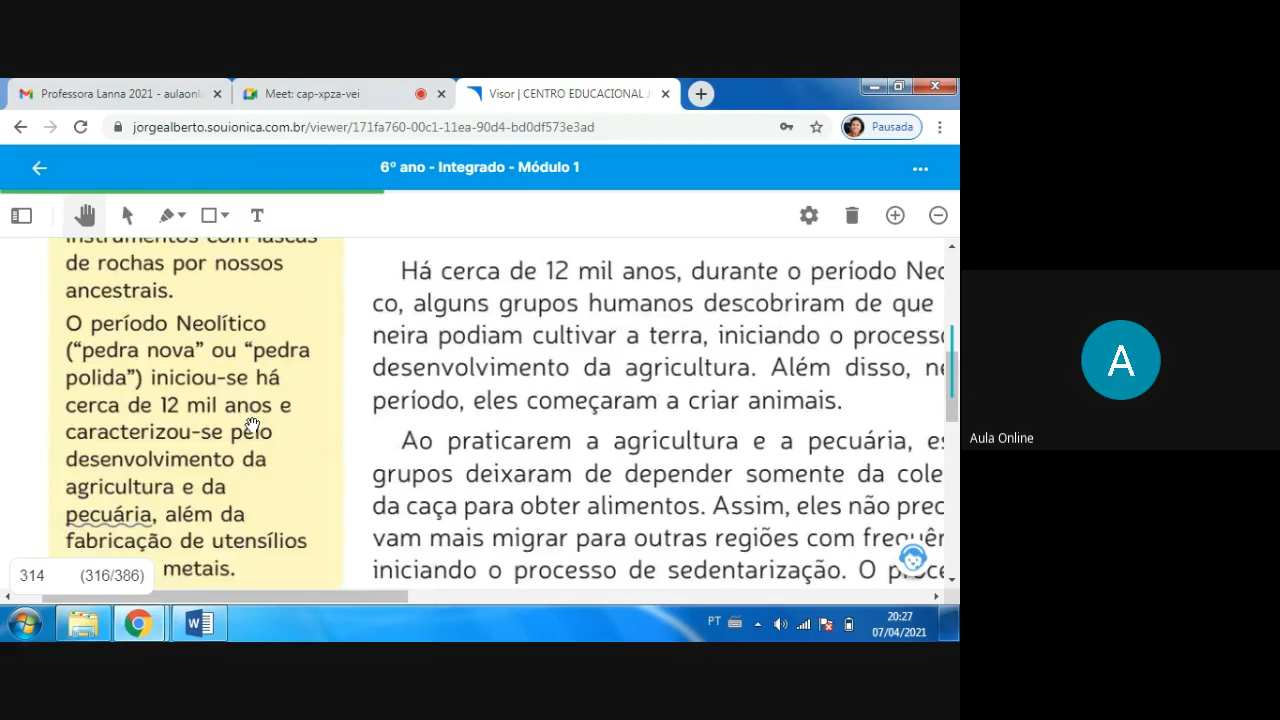 Professora Lanna 2021 - aulaonl
Meet: cap-xpza-vei
Visor | CENTRO EDUCACIONAL J
jorgealberto.souionica.com.br/viewer/171fa760-00c1-11ea-90d4-bd0df573e3ad
Pausada
6º ano - Integrado - Módulo 1
T
instrumentos com lascas
de rochas por nossos
ancestrais.
O período Neolítico
("pedra nova" ou "pedra
polida") iniciou-se há
cerca de 12 mil anos e
caracterizou-se pelo
desenvolvimento da
agricultura e da
pecuária, além da
fabricação de utensílios
metais.
Há cerca de 12 mil anos, durante o período Neo
co, alguns grupos humanos descobriram de que
neira podiam cultivar a terra, iniciando o processo
desenvolvimento da agricultura. Além disso, ne
período, eles começaram a criar animais.
Ao praticarem a agricultura e a pecuária, es
grupos deixaram de depender somente da cole
da caça para obter alimentos. Assim, eles não prec
vam mais migrar para outras regiões com frequên
iniciando o processo de sedentarização. O proce
314 (316/386)
PT
20:27
07/04/2021
A
Aula Online